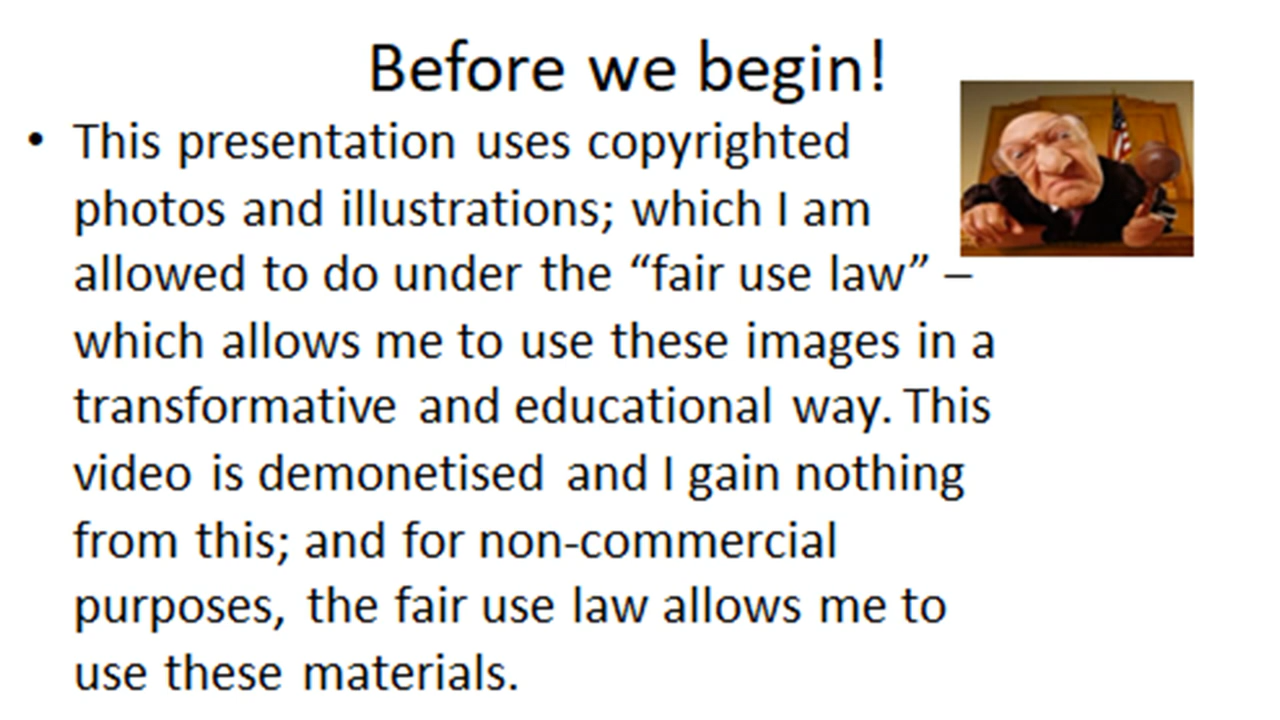 Before we begin!
• This presentation uses copyrighted
photos and illustrations; which I am
allowed to do under the “fair use law” –
which allows me to use these images in a
transformative and educational way. This
video is demonetised and I gain nothing
from this; and for non-commercial
purposes, the fair use law allows me to
use these materials.